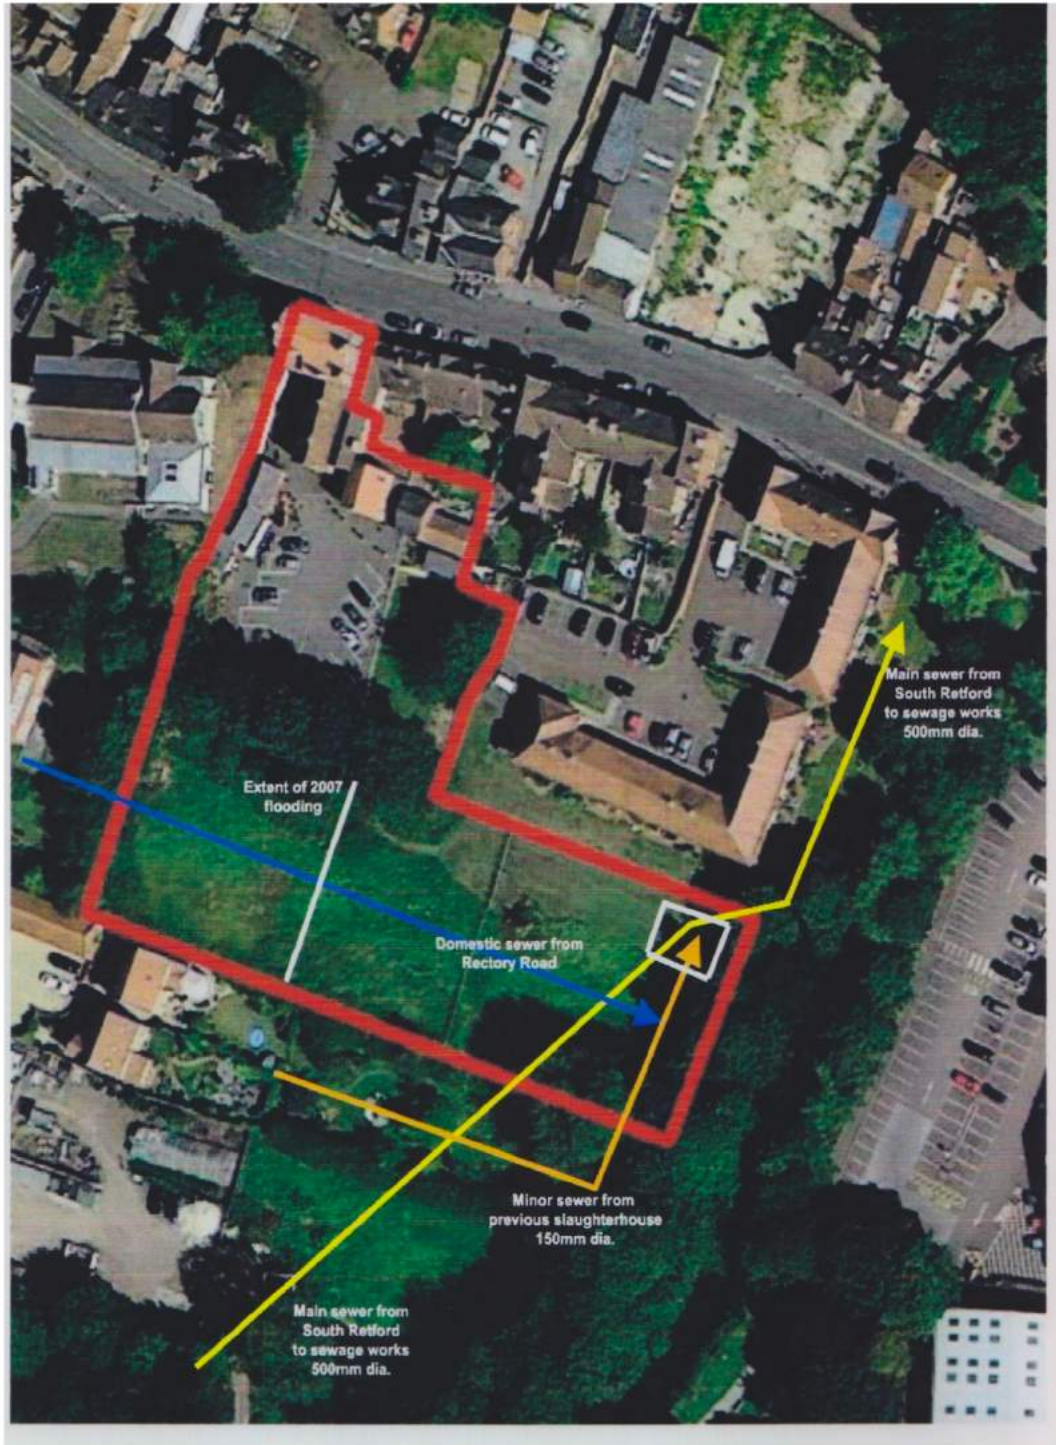 Main sewer from
South Retford
to sewage works
500mm dia.
Extent of 2007
flooding
Domestic sewer from
Rectory Road
Minor sewer from
previous slaughterhouse
150mm dia.
Main sewer from
South Retford
to sewage works
500mm dia.